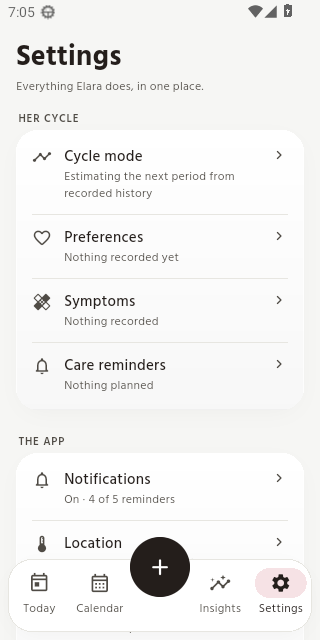 7:05
Settings
Everything Elara does, in one place.
HER CYCLE
Cycle mode
Estimating the next period from
recorded history
Preferences
Nothing recorded yet
Symptoms
Nothing recorded
Care reminders
Nothing planned
THE APP
Notifications
On · 4 of 5 reminders
Location
Today
Calendar
Insights
Settings